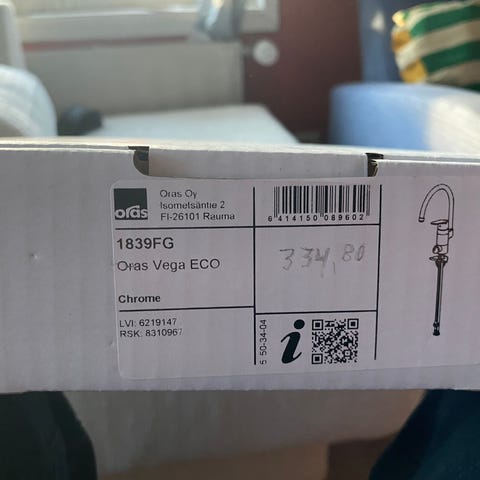 oras
Oras Oy
Isometsäntie 2
FI-26101 Rauma
6 414150 089602
1839FG
Oras Vega ECO
334,80
Chrome
LVI: 6219147
RSK: 8310967
5 50-34-04
i